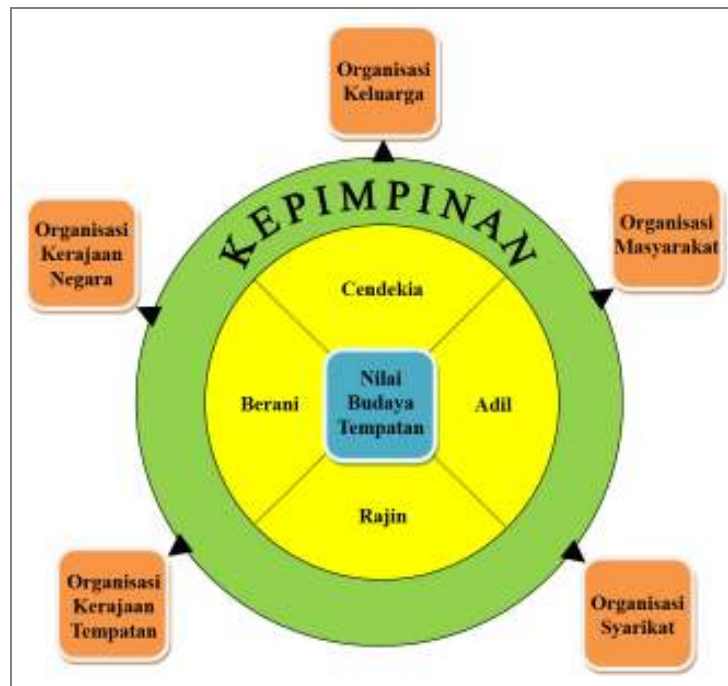 Organisasi
Keluarga
KEPIMPINAN
Organisasi
Kerajaan
Negara
Organisasi
Masyarakat
Cendekia
Berani
Nilai
Budaya
Tempatan
Adil
Rajin
Organisasi
Kerajaan
Tempatan
Organisasi
Syarikat